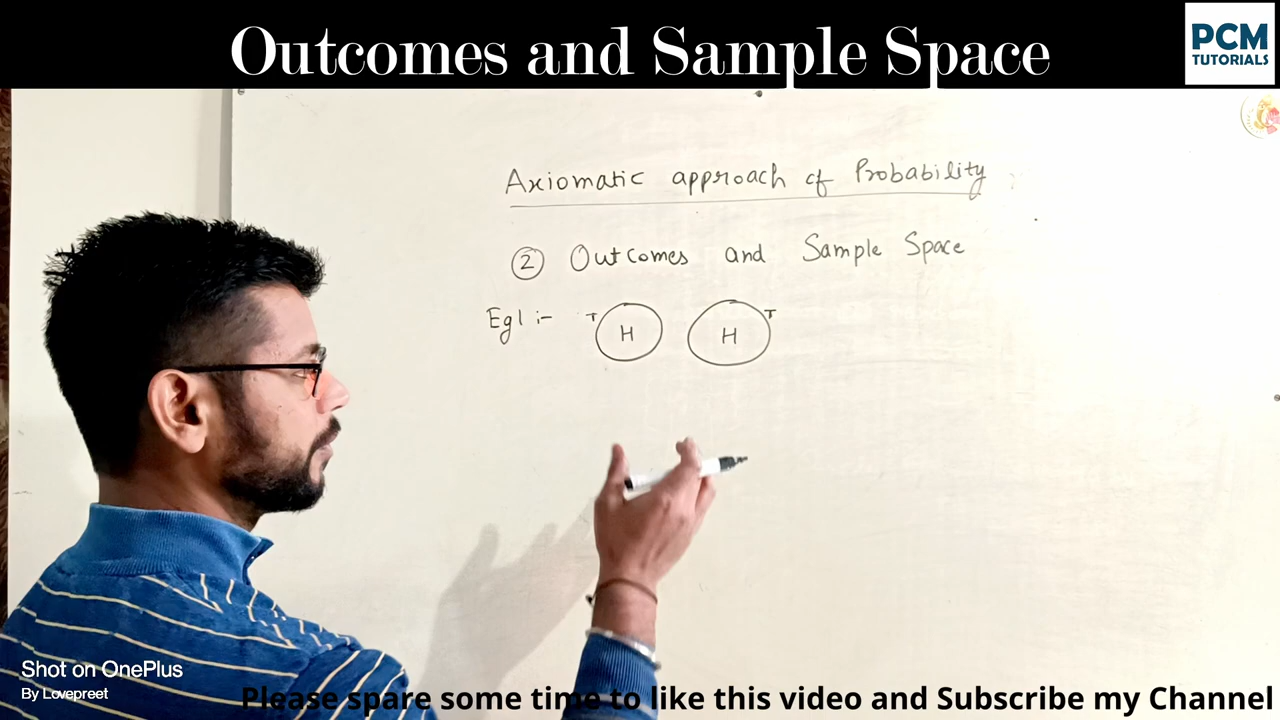 Outcomes and Sample Space
PCM
TUTORIALS
Axiomatic approach of Probability
2 Outcomes and Sample Space
Eg1 :- T H H T
Shot on OnePlus
By Lovepreet
Please spare some time to like this video and Subscribe my Channel